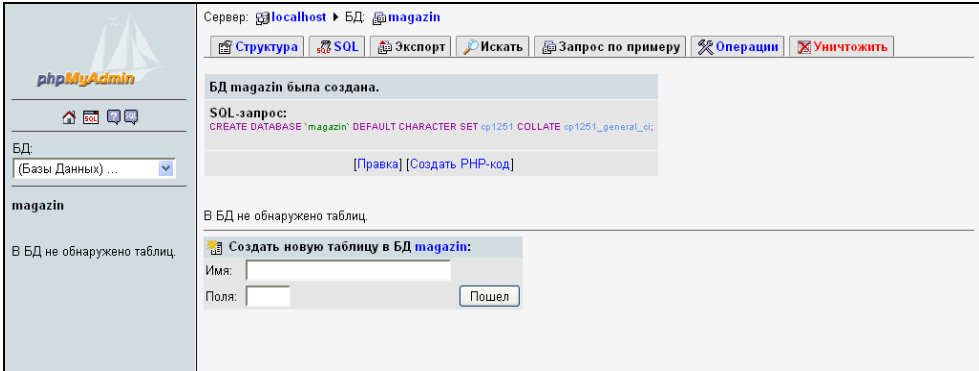 phpMyAdmin
SQL
SQL
БД:
(Базы Данных) ...
magazin
В БД не обнаружено таблиц.
Сервер: localhost ▶ БД: magazin
Структура SQL Экспорт Искать Запрос по примеру Операции Уничтожить
БД magazin была создана.
SQL-запрос:
CREATE DATABASE `magazin` DEFAULT CHARACTER SET cp1251 COLLATE cp1251_general_ci;
[Правка] [Создать PHP-код]
В БД не обнаружено таблиц.
Создать новую таблицу в БД magazin:
Имя:
Поля: Пошел